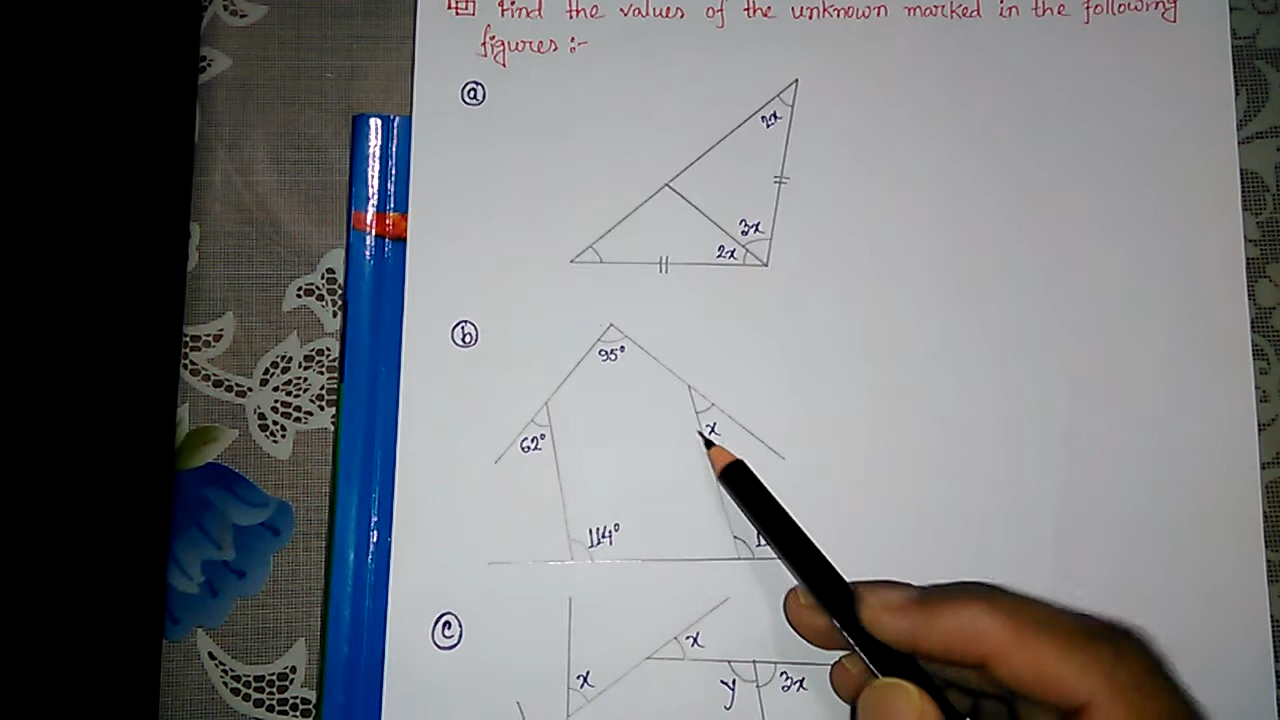 Find the values of the unknown marked in the following
figures :-
a
2x
3x
2x
b
95°
x
62°
114°
c
x
x
y
3x